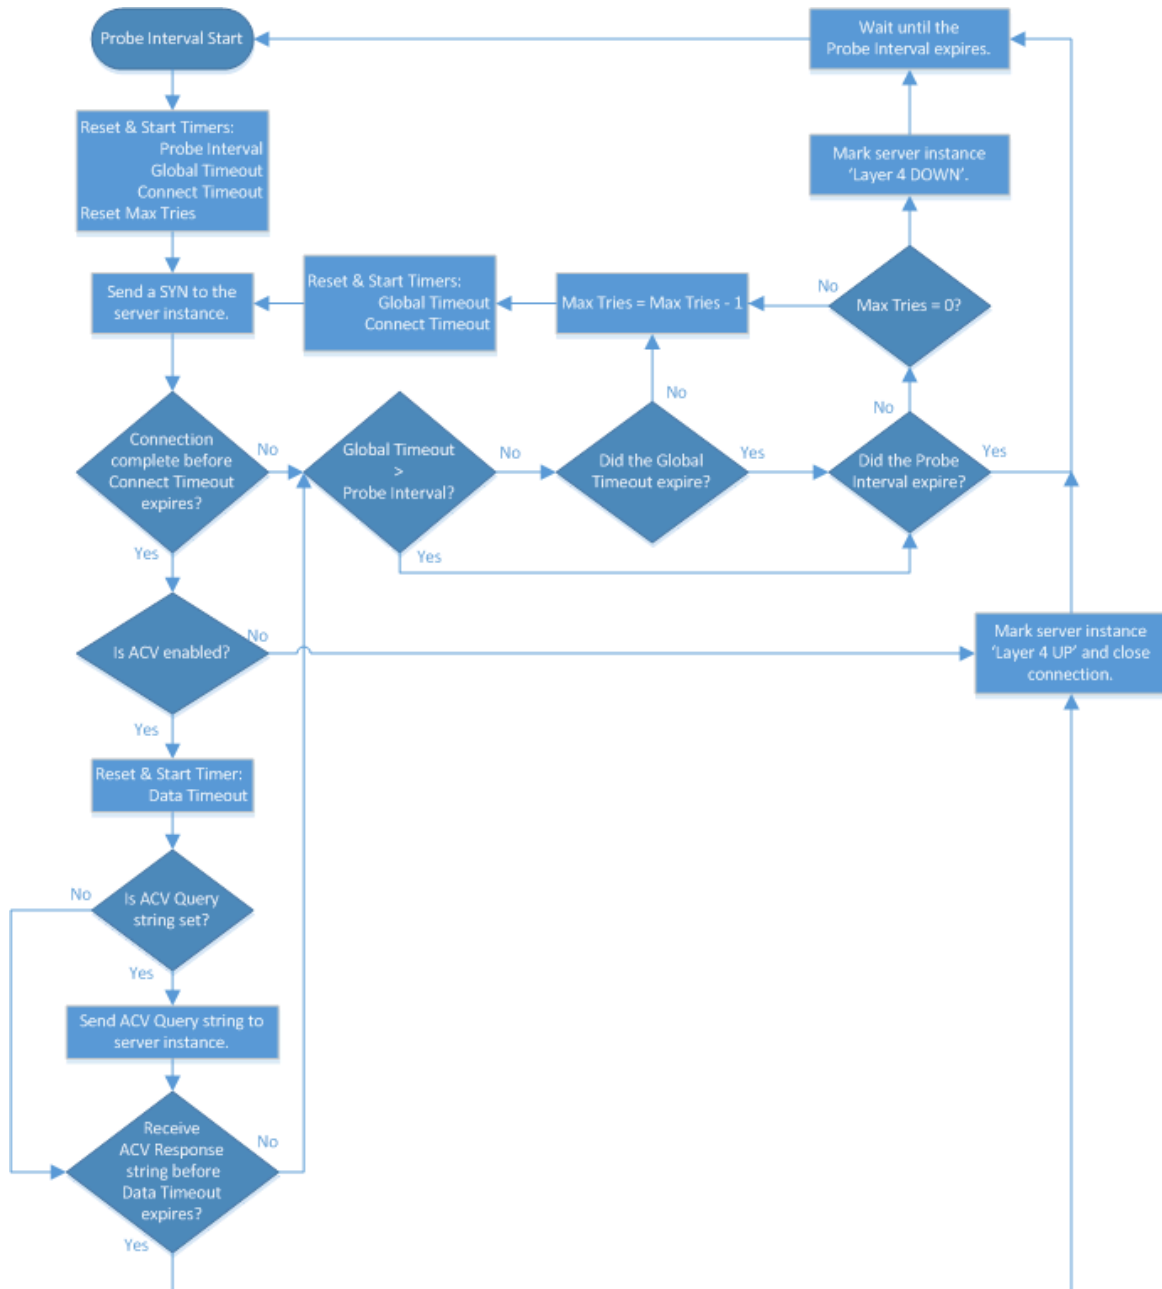 Probe Interval Start
Wait until the
Probe Interval expires.
Reset & Start Timers:
Probe Interval
Global Timeout
Connect Timeout
Reset Max Tries
Mark server instance
‘Layer 4 DOWN’.
Send a SYN to the
server instance.
Reset & Start Timers:
Global Timeout
Connect Timeout
Max Tries = Max Tries - 1
No
Max Tries = 0?
Connection
complete before
Connect Timeout
expires?
No
Yes
Global Timeout
>
Probe Interval?
No
Yes
No
Did the Global
Timeout expire?
Yes
No
Did the Probe
Interval expire?
Yes
Is ACV enabled?
No
Yes
Mark server instance
‘Layer 4 UP’ and close
connection.
Reset & Start Timer:
Data Timeout
No
Is ACV Query
string set?
Yes
Send ACV Query string to
server instance.
Receive
ACV Response
string before
Data Timeout
expires?
No
Yes